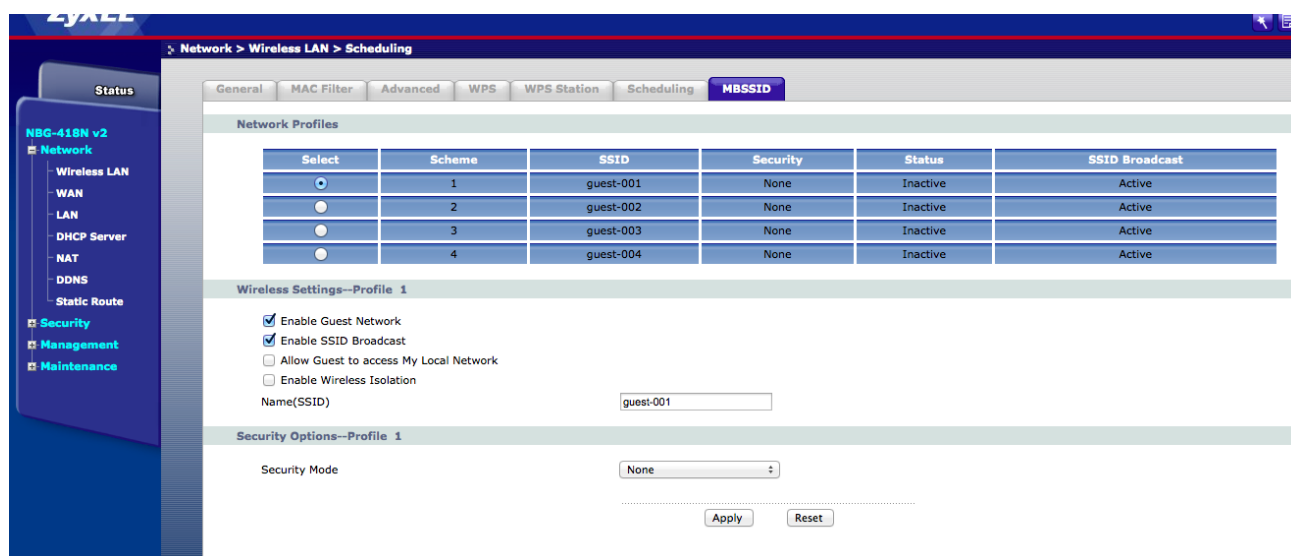 ZyXEL
Network > Wireless LAN > Scheduling
Status
General MAC Filter Advanced WPS WPS Station Scheduling MBSSID
NBG-418N v2
Network
Wireless LAN
WAN
LAN
DHCP Server
NAT
DDNS
Static Route
Security
Management
Maintenance
Network Profiles
Select Scheme SSID Security Status SSID Broadcast
1 guest-001 None Inactive Active
2 guest-002 None Inactive Active
3 guest-003 None Inactive Active
4 guest-004 None Inactive Active
Wireless Settings--Profile 1
Enable Guest Network
Enable SSID Broadcast
Allow Guest to access My Local Network
Enable Wireless Isolation
Name(SSID) guest-001
Security Options--Profile 1
Security Mode None
Apply Reset